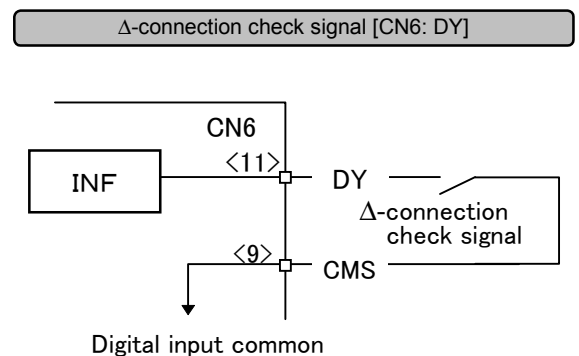 Δ-connection check signal [CN6: DY]
CN6
<11>
INF
DY
Δ-connection
check signal
<9>
CMS
Digital input common